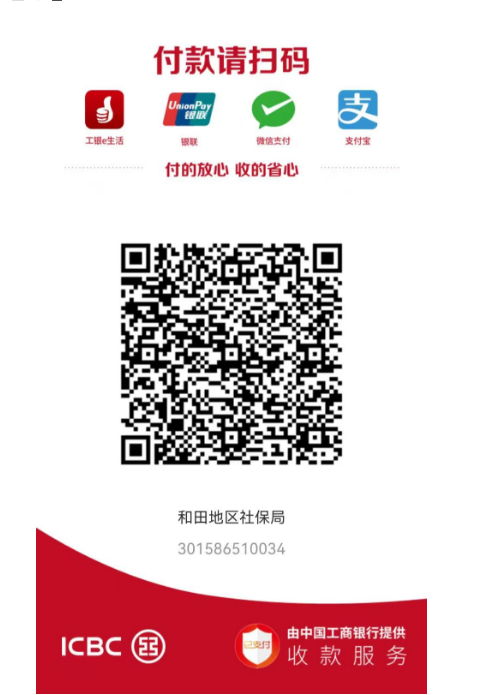 付款请扫码
UnionPay
银联
工银e生活
银联
微信支付
支付宝
支
付的放心 收的省心
和田地区社保局
301586510034
ICBC
由中国工商银行提供
收款服务